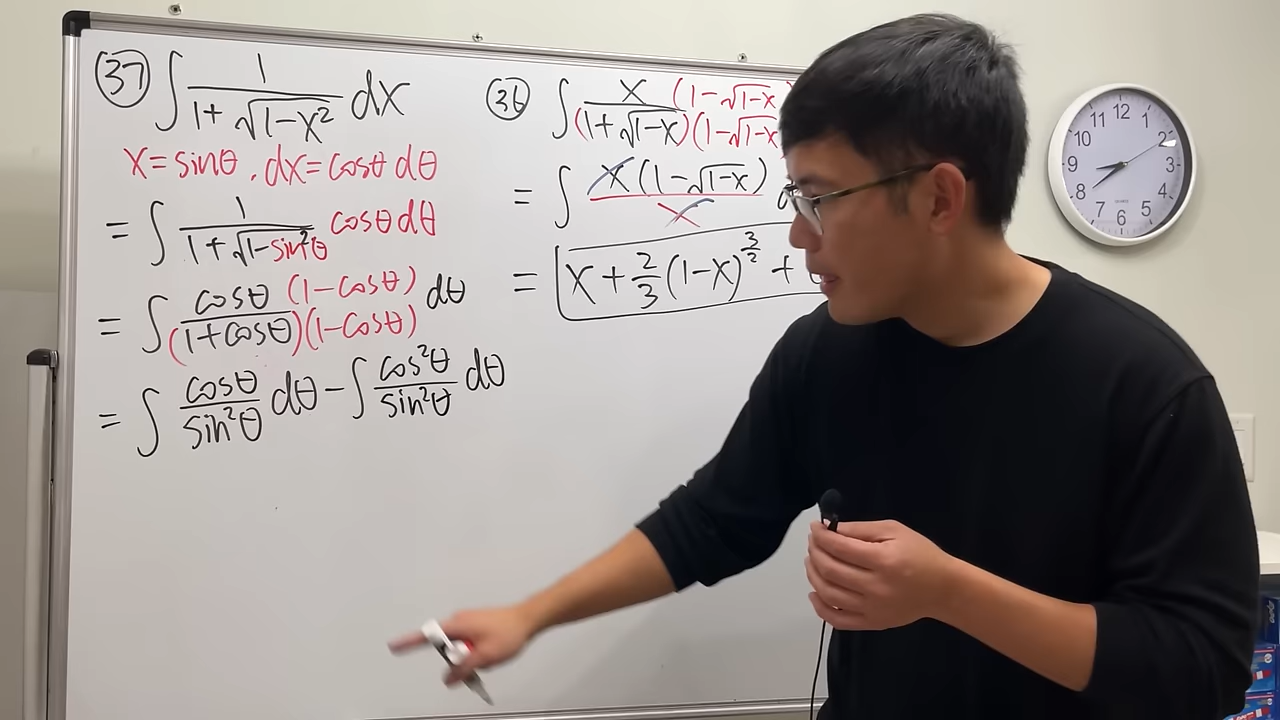 37 ∫ 1/(1+√(1-x²)) dx
x=sinθ, dx=cosθ dθ
= ∫ 1/(1+√(1-sin²θ)) cosθ dθ
= ∫ cosθ (1-cosθ)/((1+cosθ)(1-cosθ)) dθ
= ∫ cosθ/sin²θ dθ - ∫ cos²θ/sin²θ dθ
36 ∫ x (1-√(1-x))/((1+√(1-x))(1-√(1-x)))
= ∫ x(1-√(1-x))/x
= x + 2/3 (1-x)^(3/2) +
12
1
2
3
4
5
6
7
8
9
10
11